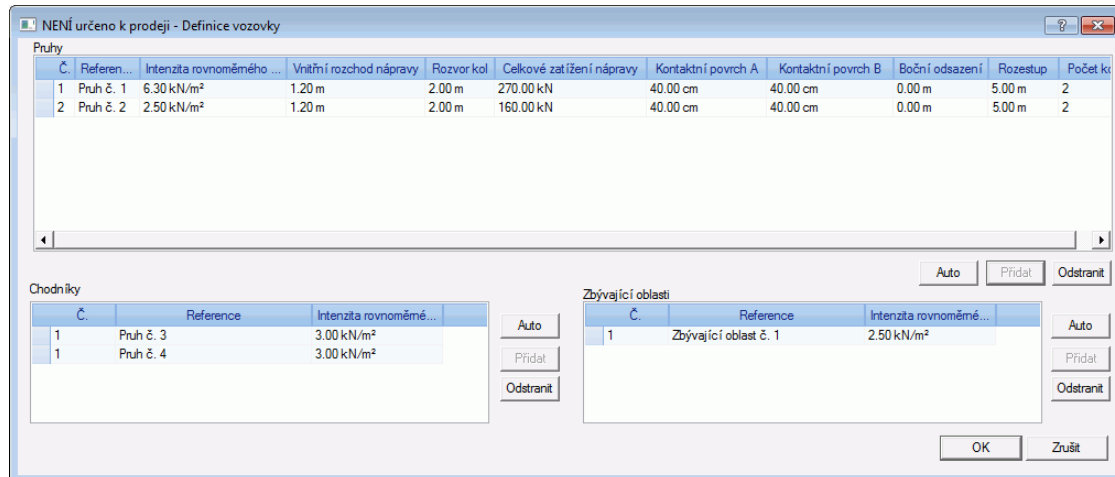 NENÍ určeno k prodeji - Definice vozovky
Pruhy
Č. Referen... Intenzita rovnoměrného ... Vnitřní rozchod nápravy Rozvor kol Celkové zatížení nápravy Kontaktní povrch A Kontaktní povrch B Boční odsazení Rozestup Počet ko
1 Pruh č. 1 6.30 kN/m² 1.20 m 2.00 m 270.00 kN 40.00 cm 40.00 cm 0.00 m 5.00 m 2
2 Pruh č. 2 2.50 kN/m² 1.20 m 2.00 m 160.00 kN 40.00 cm 40.00 cm 0.00 m 5.00 m 2
Auto Přidat Odstranit
Chodníky
Č. Reference Intenzita rovnoměrné...
1 Pruh č. 3 3.00 kN/m²
1 Pruh č. 4 3.00 kN/m²
Auto
Přidat
Odstranit
Zbývající oblasti
Č. Reference Intenzita rovnoměrné...
1 Zbývající oblast č. 1 2.50 kN/m²
Auto
Přidat
Odstranit
OK Zrušit